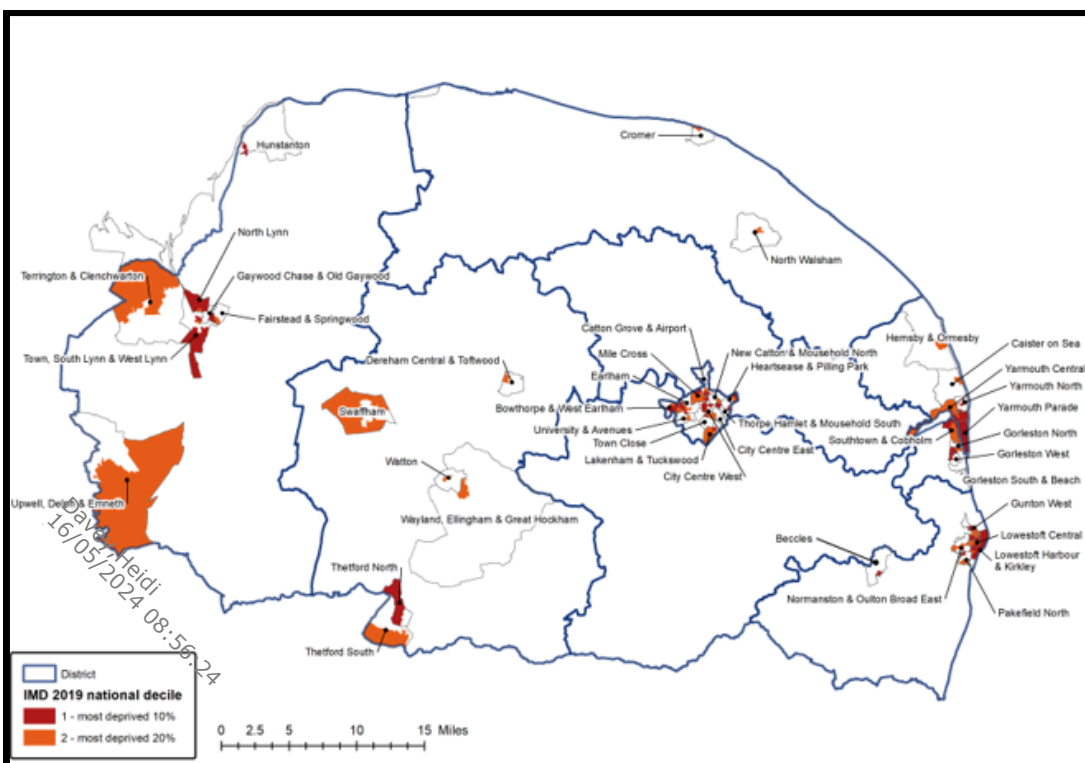 Cromer
Hunstanton
North Lynn
North Walsham
Terrington & Clenchwarton
Gaywood Chase & Old Gaywood
Fairstead & Springwood
Catton Grove & Airport
Hemsby & Ormesby
Caister on Sea
Town, South Lynn & West Lynn
Dereham Central & Toftwood
Mile Cross
New Catton & Mousehold North
Heartsease & Pilling Park
Yarmouth Central
Yarmouth North
Earlham
Swaffham
Bowthorpe & West Earlham
Yarmouth Parade
University & Avenues
Thorpe Hamlet & Mousehold South
Southtown & Cobholm
Gorleston North
Town Close
City Centre East
Gorleston West
Watton
Lakenham & Tuckswood
City Centre West
Gorleston South & Beach
Upwell, Delph & Emneth
Wayland, Ellingham & Great Hockham
Gunton West
Beccles
Lowestoft Central
Lowestoft Harbour
& Kirkley
Thetford North
Normanston & Oulton Broad East
Pakefield North
Thetford South
Heidi
16/05/2024 08:56:24
District
IMD 2019 national decile
1 - most deprived 10%
2 - most deprived 20%
0 2.5 5 10 15 Miles